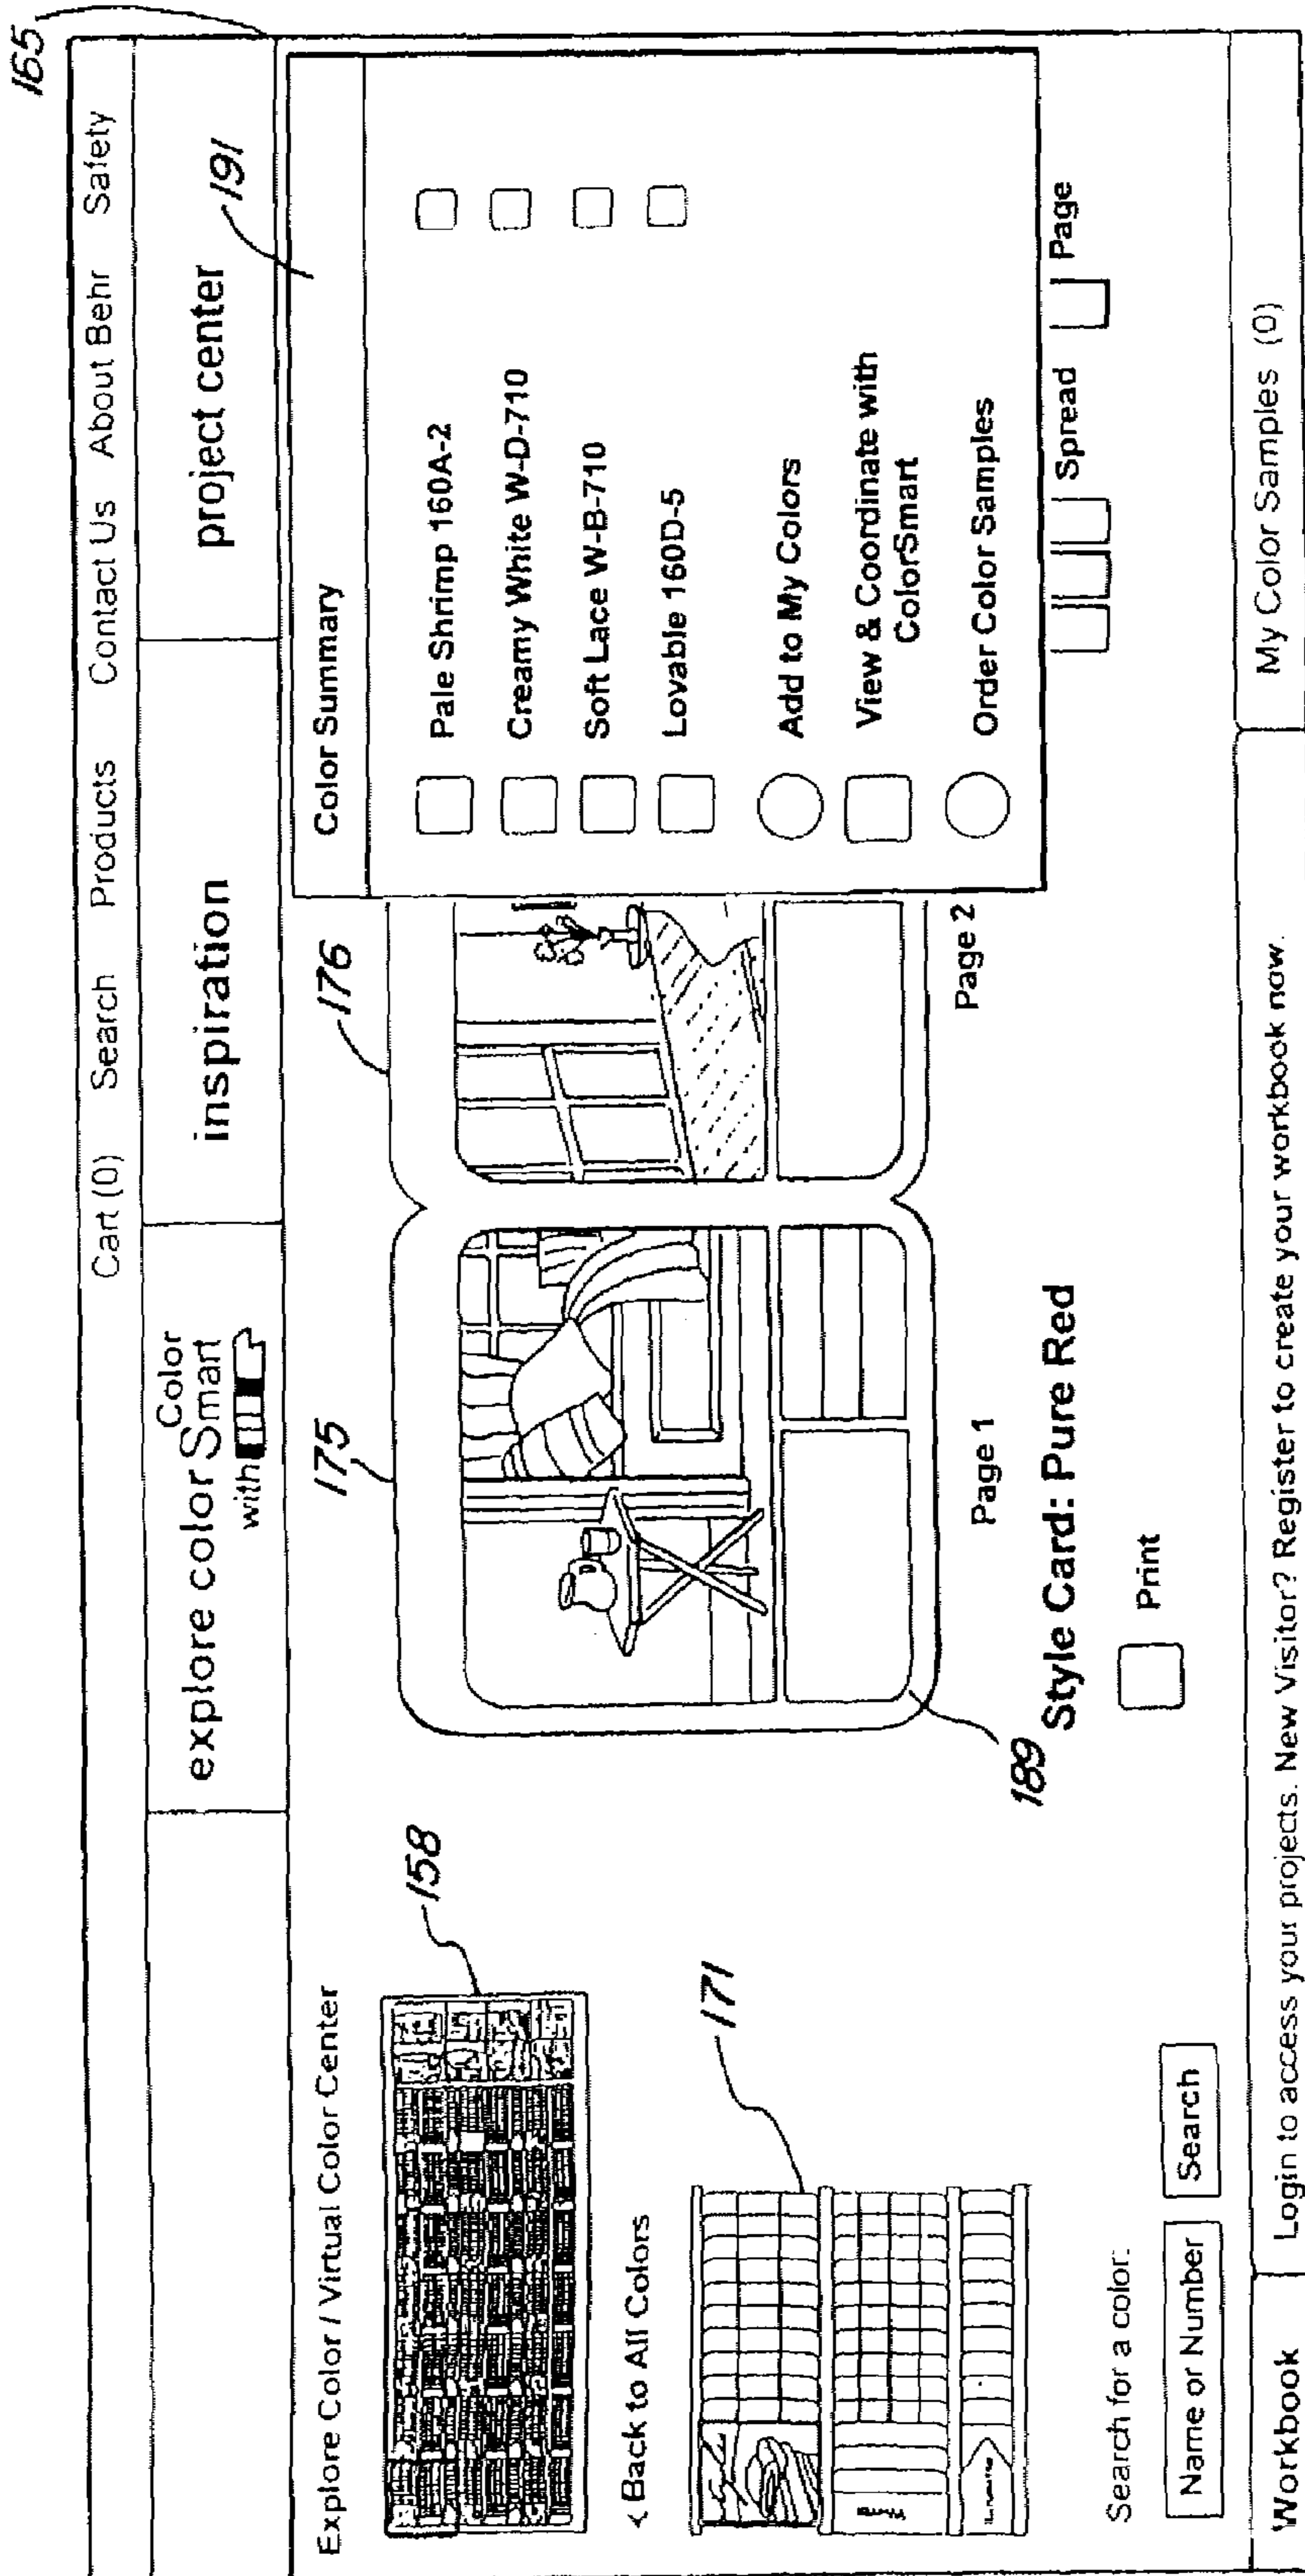 165
Cart (0) Search Products Contact Us About Behr Safety
explore color
with
Color
Smart
inspiration
project center
191
Explore Color / Virtual Color Center
158
< Back to All Colors
171
Search for a color:
Name or Number
Search
175
176
Page 1
Page 2
189
Style Card: Pure Red
Print
Color Summary
Pale Shrimp 160A-2
Creamy White W-D-710
Soft Lace W-B-710
Lovable 160D-5
Add to My Colors
View & Coordinate with
ColorSmart
Order Color Samples
Spread
Page
Workbook
Login to access your projects. New Visitor? Register to create your workbook now.
My Color Samples (0)